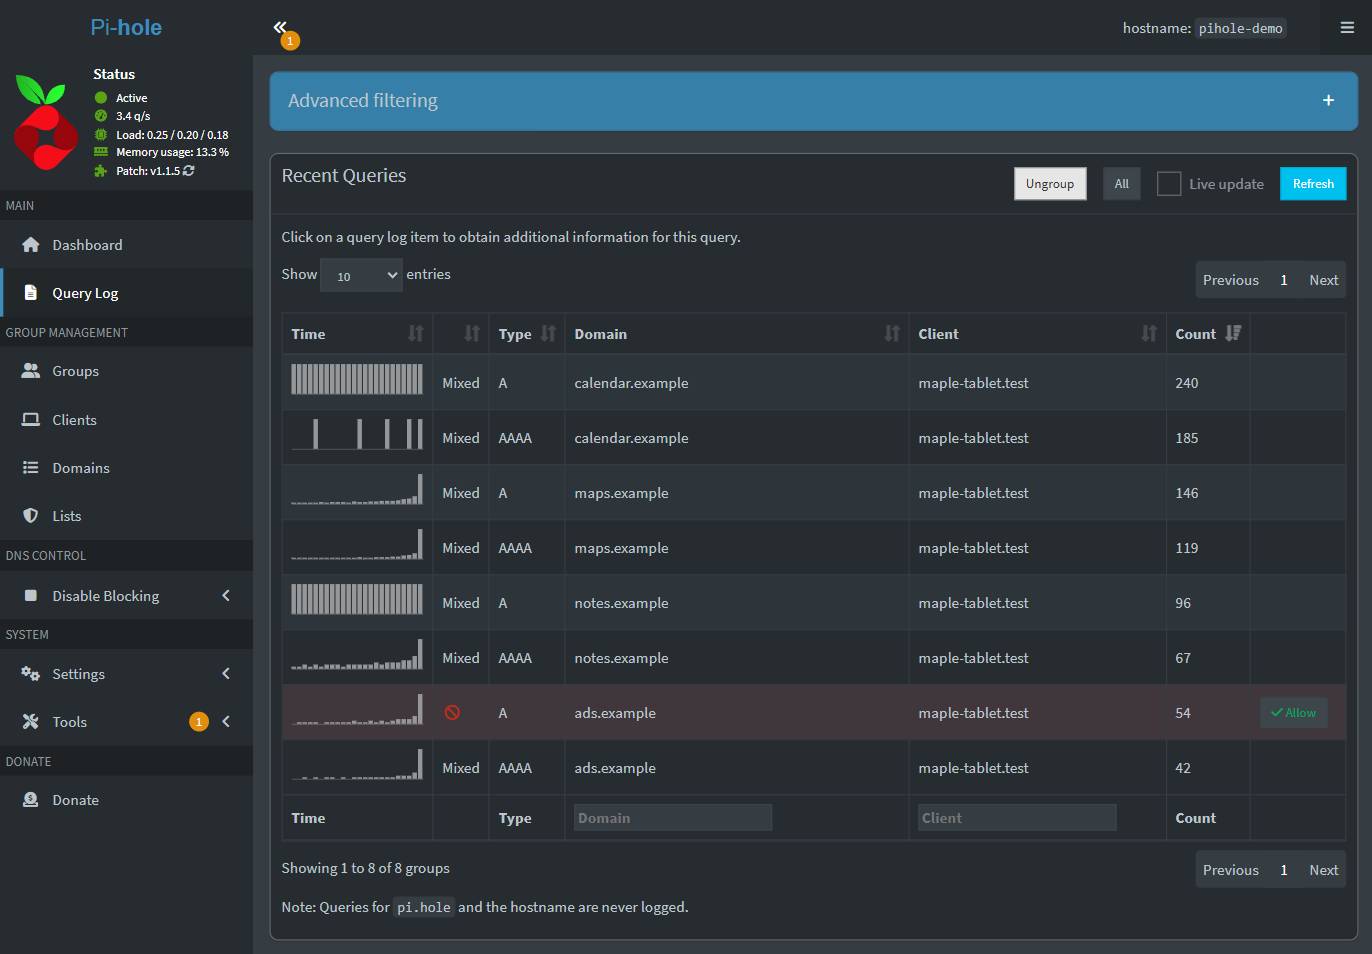 Pi-hole
1
hostname: pihole-demo
Status
Active
3.4 q/s
Load: 0.25 / 0.20 / 0.18
Memory usage: 13.3 %
Patch: v1.1.5
MAIN
Dashboard
Query Log
GROUP MANAGEMENT
Groups
Clients
Domains
Lists
DNS CONTROL
Disable Blocking
SYSTEM
Settings
Tools 1
DONATE
Donate
Advanced filtering
Recent Queries
Ungroup All Live update Refresh
Click on a query log item to obtain additional information for this query.
Show 10 entries
Previous 1 Next
Time Type Domain Client Count
Mixed A calendar.example maple-tablet.test 240
Mixed AAAA calendar.example maple-tablet.test 185
Mixed A maps.example maple-tablet.test 146
Mixed AAAA maps.example maple-tablet.test 119
Mixed A notes.example maple-tablet.test 96
Mixed AAAA notes.example maple-tablet.test 67
A ads.example maple-tablet.test 54 Allow
Mixed AAAA ads.example maple-tablet.test 42
Time Type Domain Client Count
Showing 1 to 8 of 8 groups
Previous 1 Next
Note: Queries for pi.hole and the hostname are never logged.